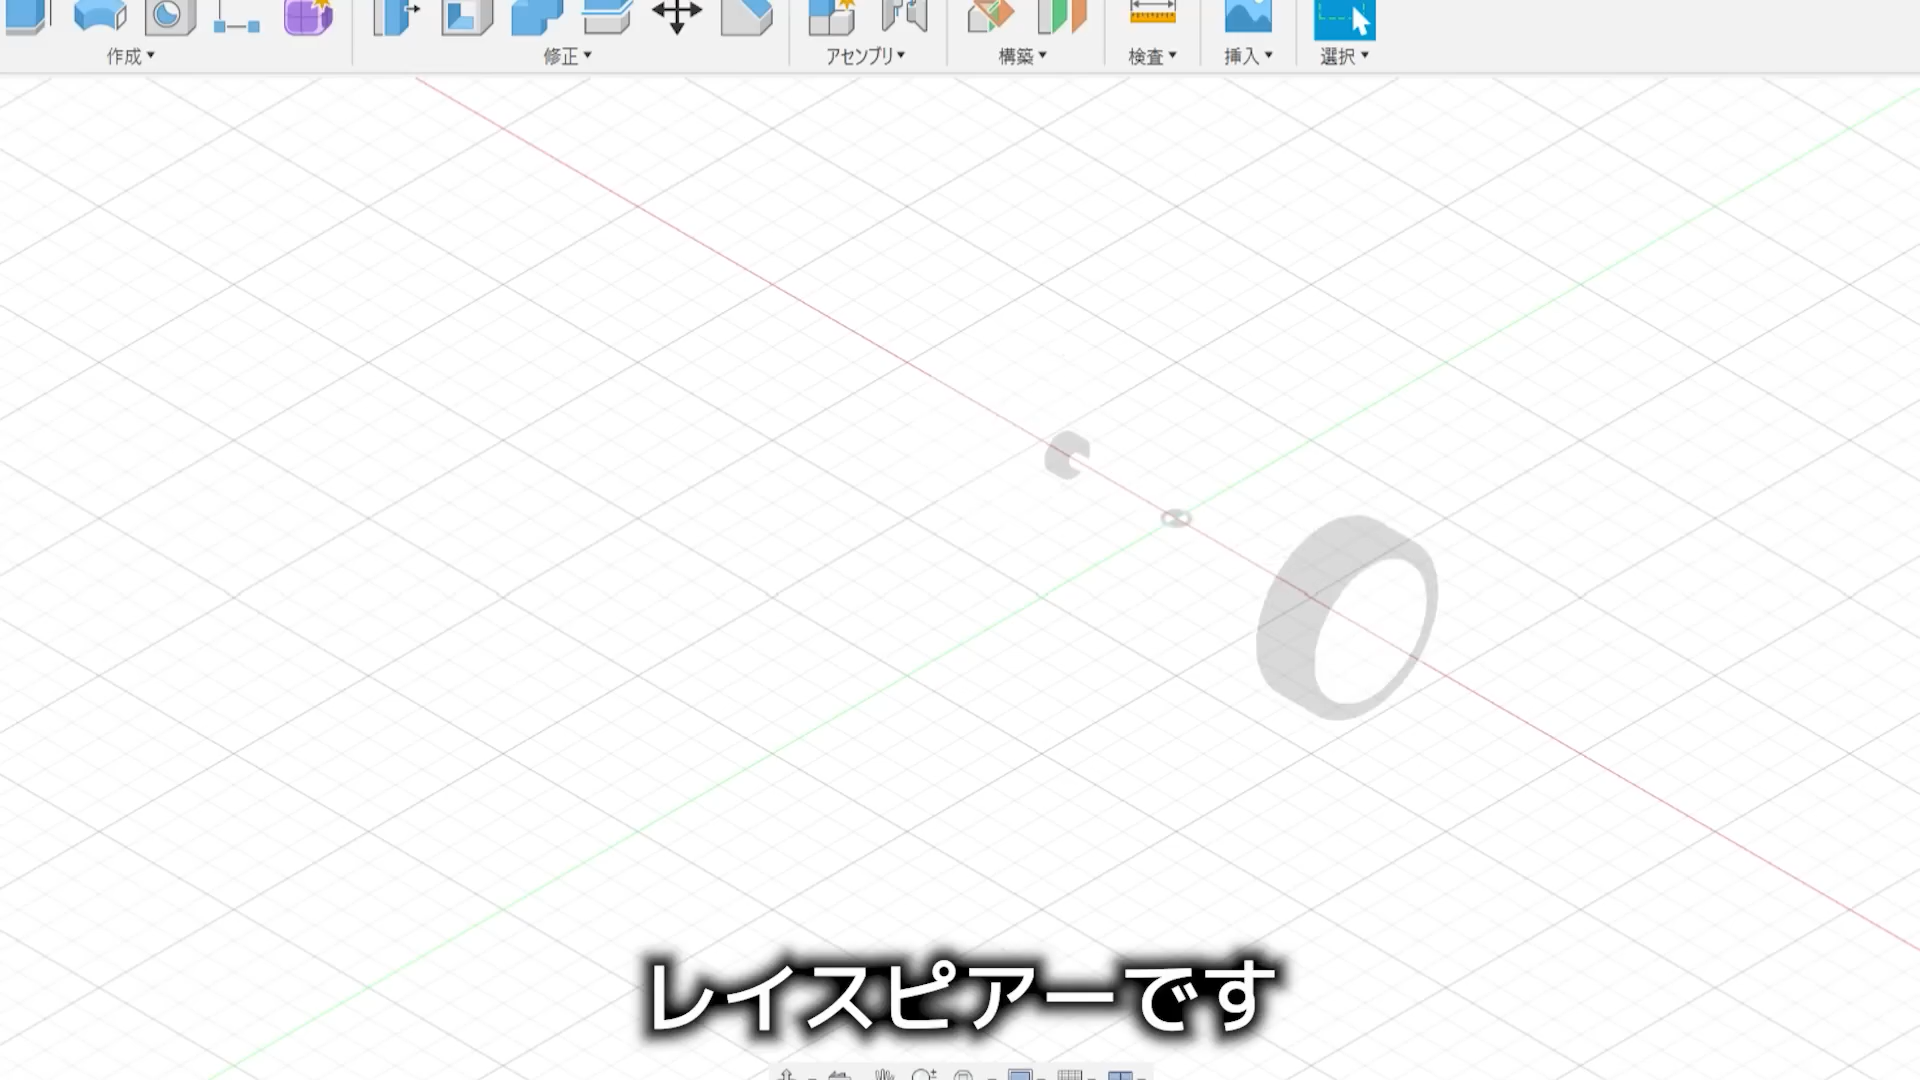 作成▼
修正▼
アセンブリ▼
構築▼
検査▼
挿入▼
選択▼
レイスピアーです